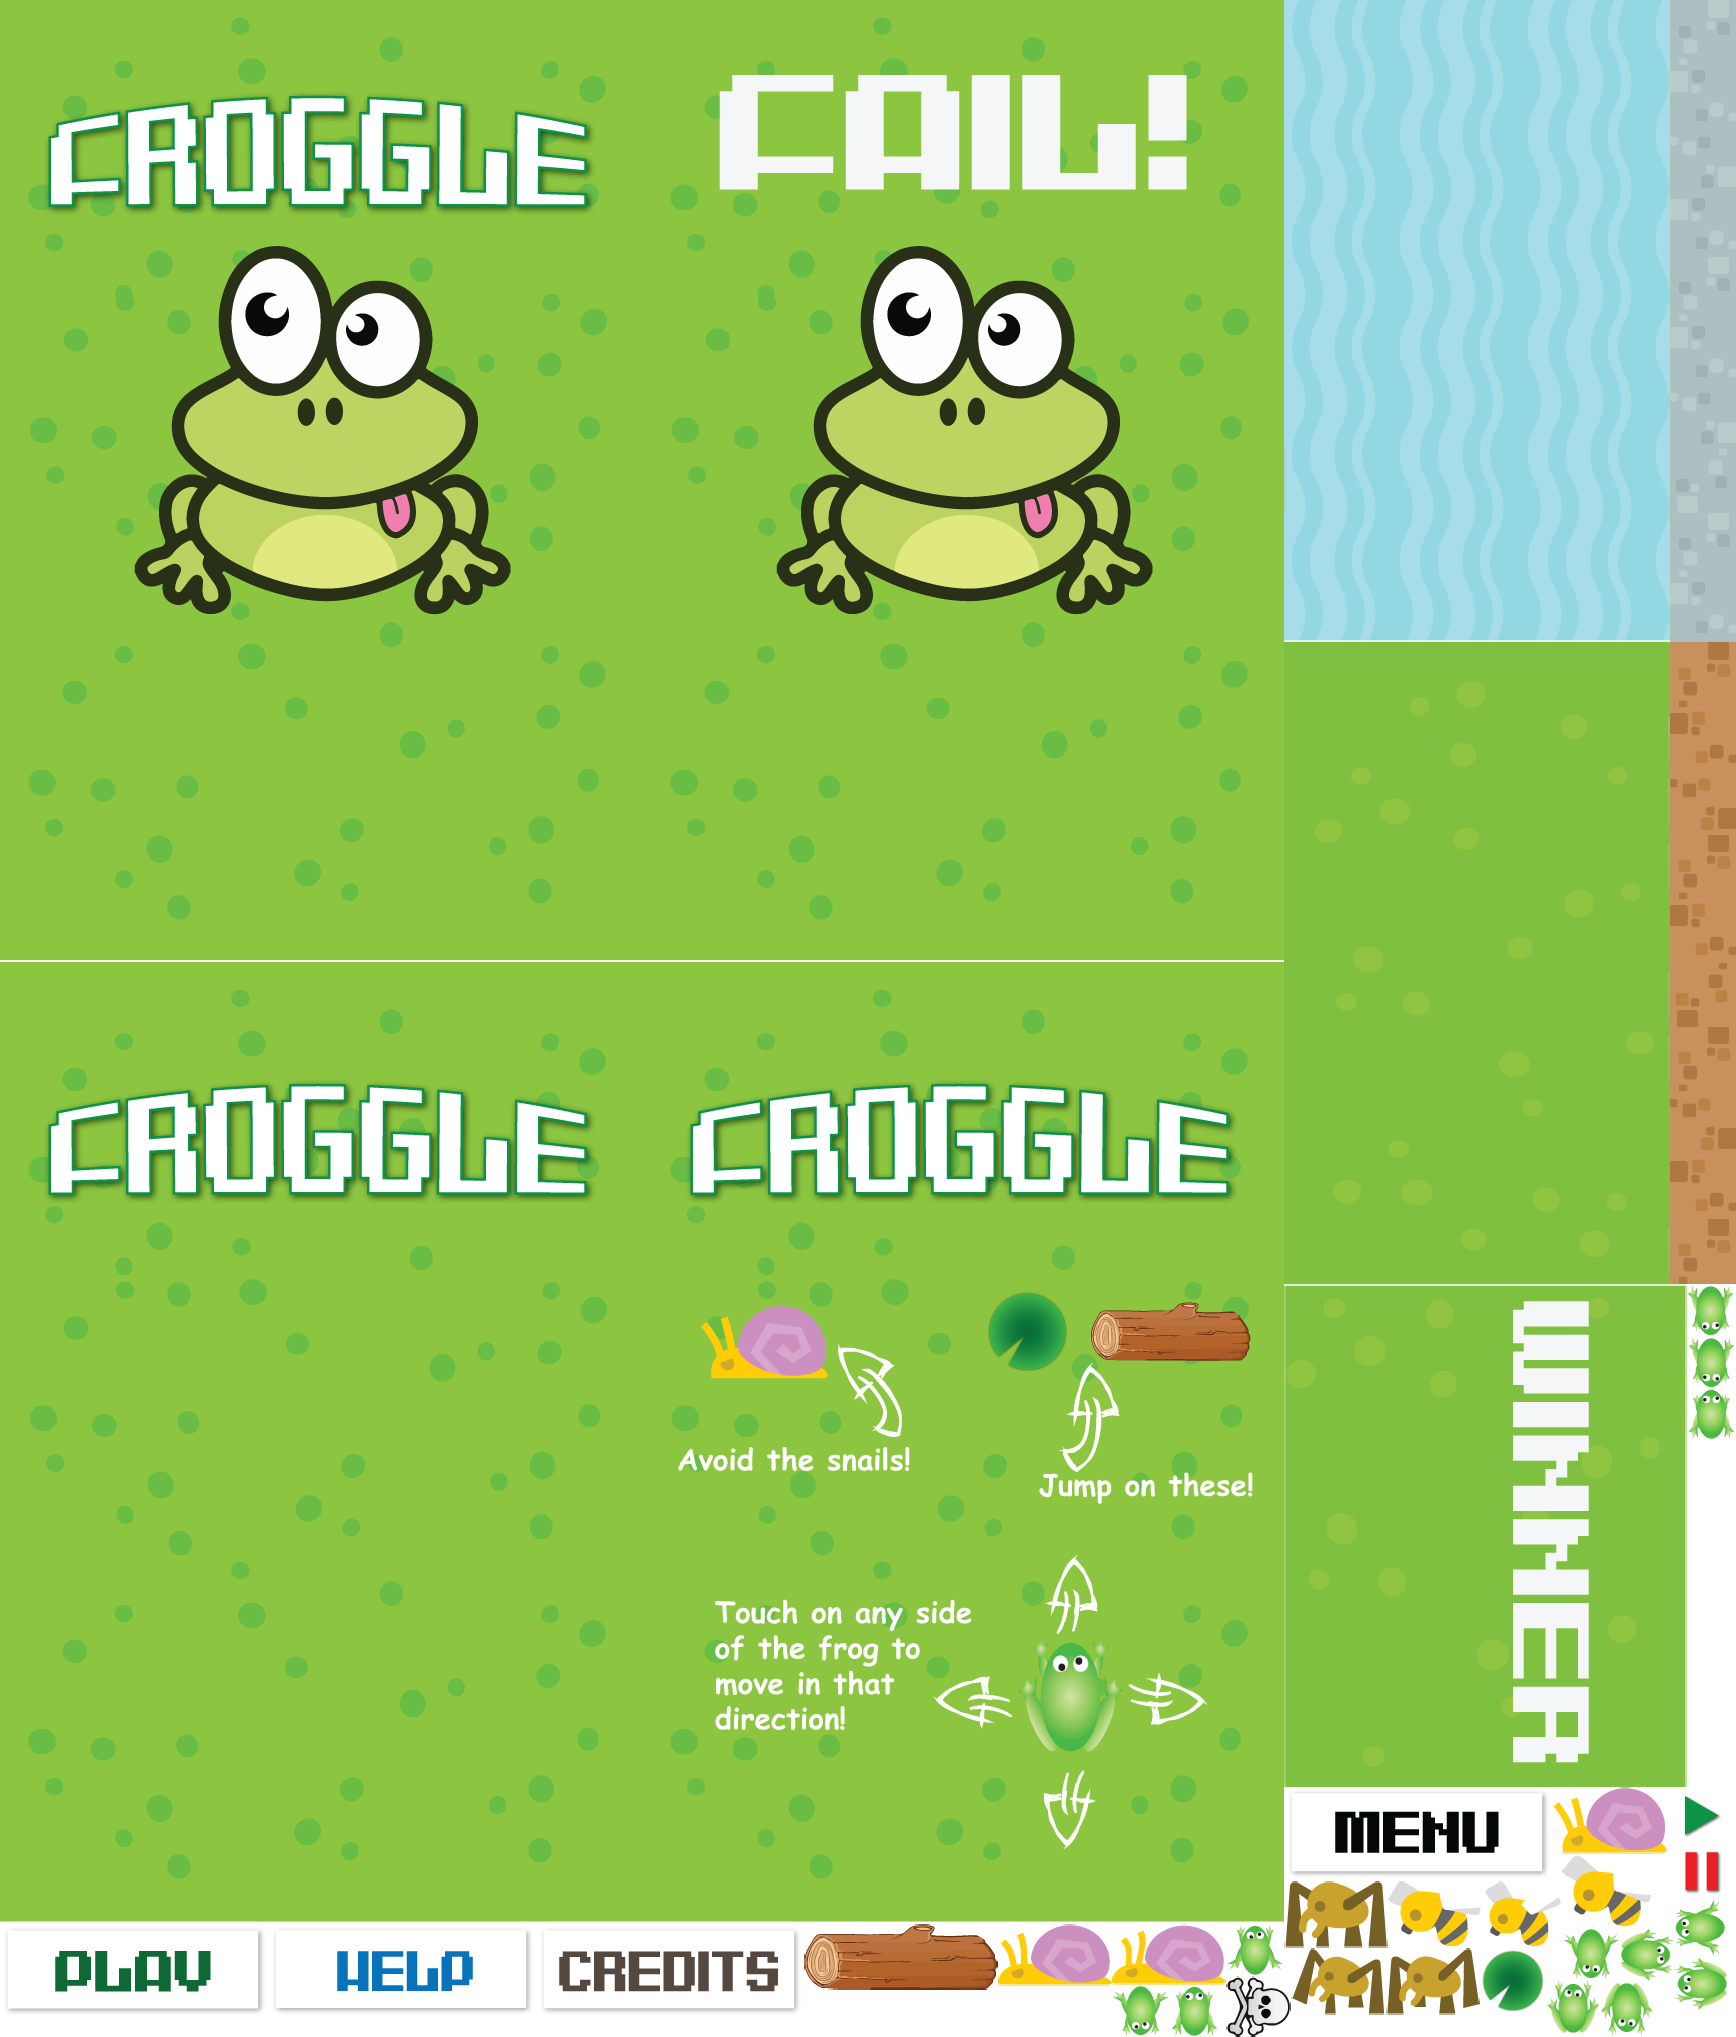 FROGGLE
FAIL!
FROGGLE
FROGGLE
Avoid the snails!
Jump on these!
Touch on any side
of the frog to
move in that
direction!
WINNER
MENU
PLAY
HELP
CREDITS